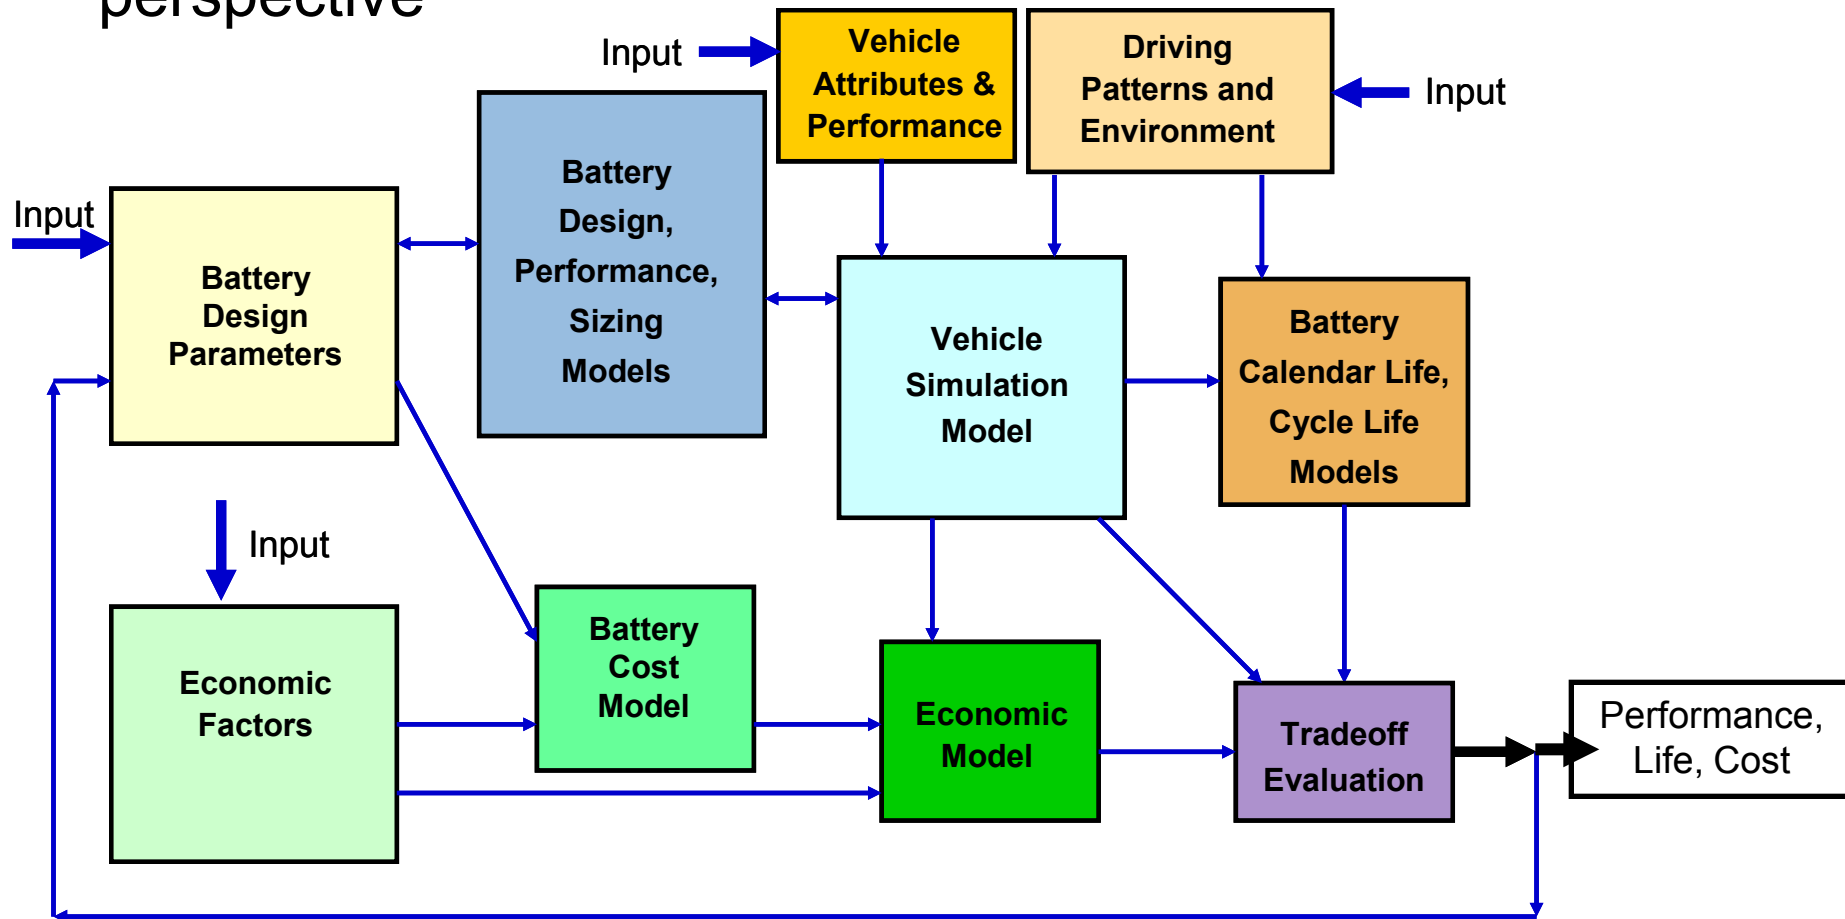 perspective
Input
Vehicle
Attributes &
Performance
Driving
Patterns and
Environment
Input
Input
Battery
Design
Parameters
Battery
Design,
Performance,
Sizing
Models
Vehicle
Simulation
Model
Battery
Calendar Life,
Cycle Life
Models
Input
Economic
Factors
Battery
Cost
Model
Economic
Model
Tradeoff
Evaluation
Performance,
Life, Cost